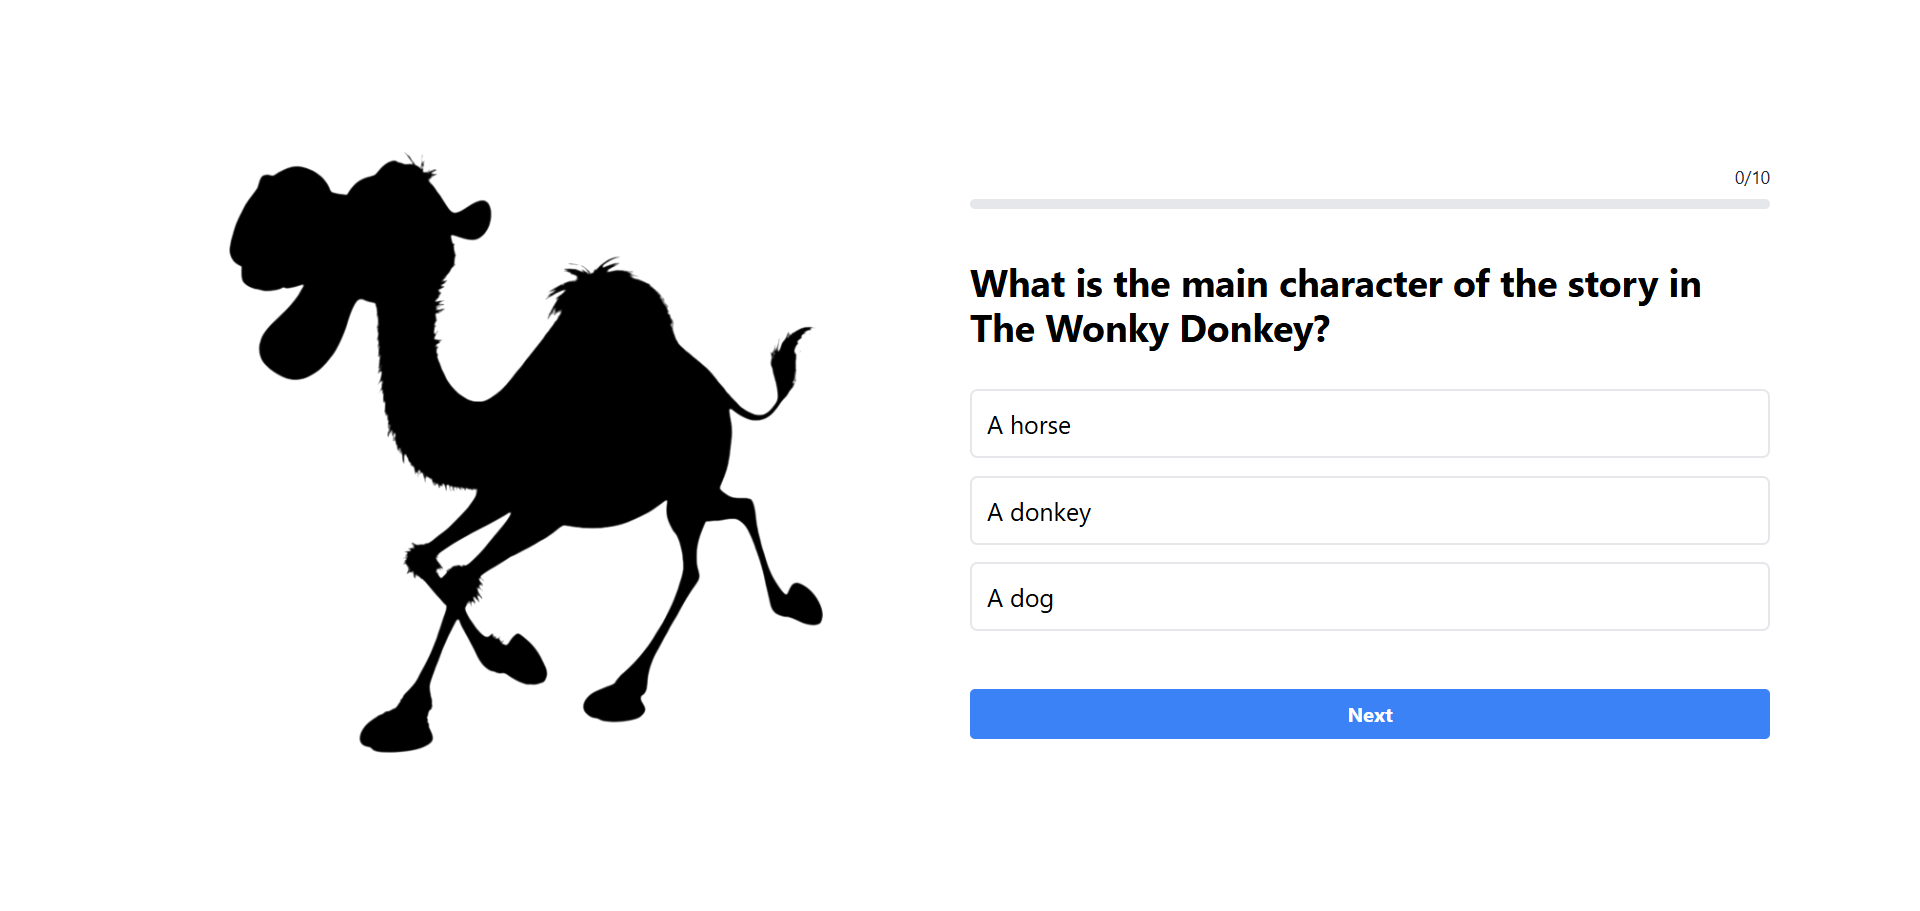 0/10
What is the main character of the story in
The Wonky Donkey?
A horse
A donkey
A dog
Next